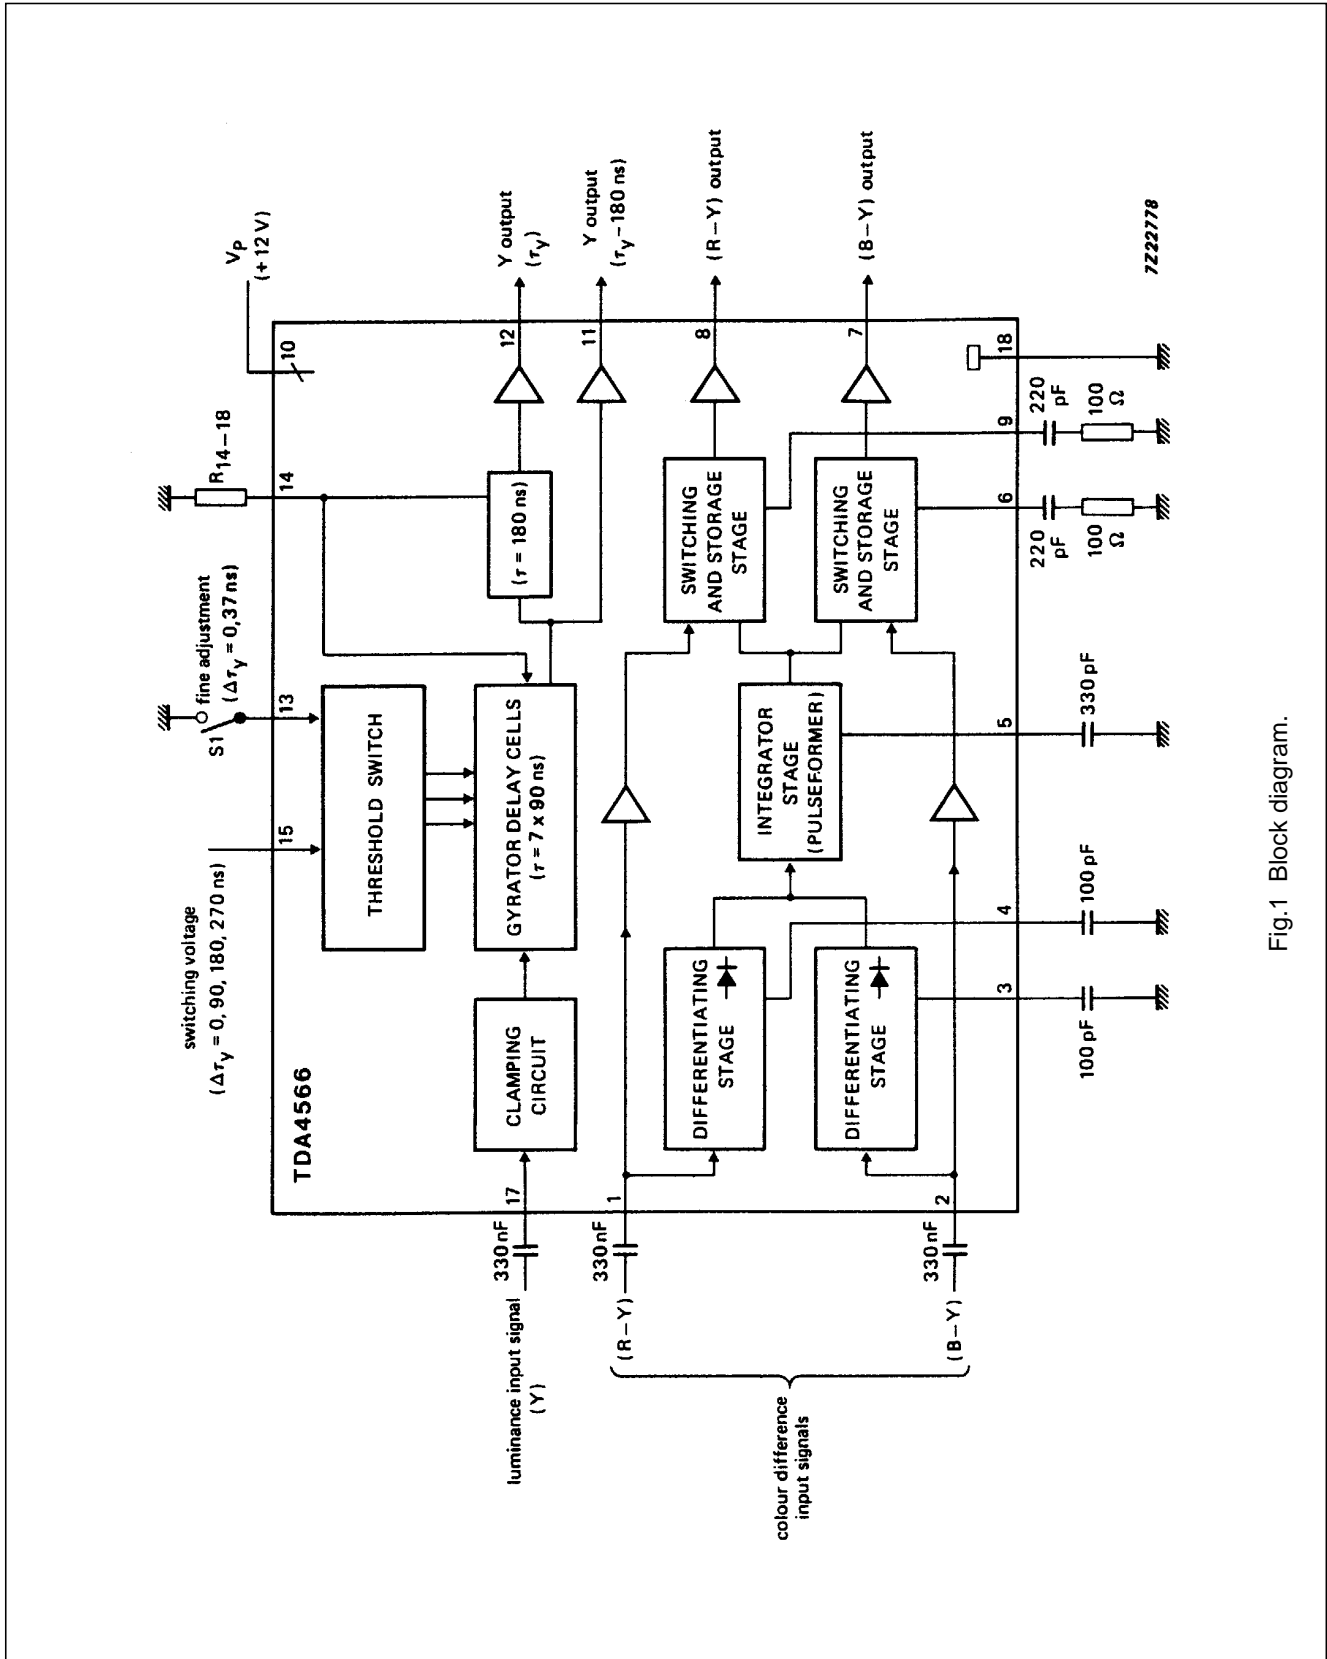 switching voltage
(Δτy = 0, 90, 180, 270 ns)
S1
fine adjustment
(Δτy = 0,37 ns)
R14-18
VP
(+ 12 V)
TDA4566
15
13
14
10
THRESHOLD SWITCH
luminance input signal
(Y)
330 nF
17
CLAMPING
CIRCUIT
GYRATOR DELAY CELLS
(τ = 7 x 90 ns)
(τ = 180 ns)
12
Y output
(τy)
11
Y output
(τy-180 ns)
colour difference
input signals
(R-Y)
330 nF
1
DIFFERENTIATING
STAGE
SWITCHING
AND STORAGE
STAGE
8
(R-Y) output
INTEGRATOR
STAGE
(PULSEFORMER)
DIFFERENTIATING
STAGE
SWITCHING
AND STORAGE
STAGE
7
(B-Y) output
(B-Y)
330 nF
2
3
4
5
6
9
18
100 pF
100 pF
330 pF
220
pF
100
Ω
220
pF
100
Ω
7Z22778
Fig.1 Block diagram.